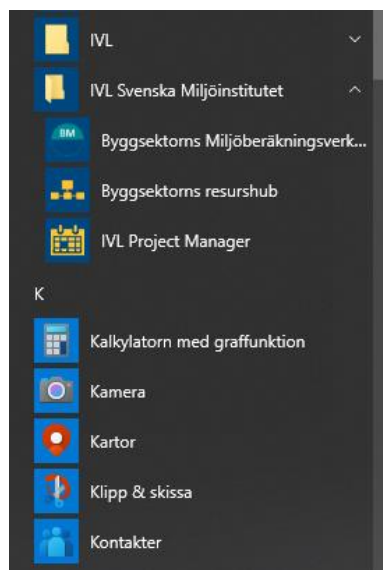 IVL
IVL Svenska Miljöinstitutet
BM
Byggsektorns Miljöberäkningsverk...
Byggsektorns resurshub
IVL Project Manager
K
Kalkylatorn med graffunktion
Kamera
Kartor
Klipp & skissa
Kontakter